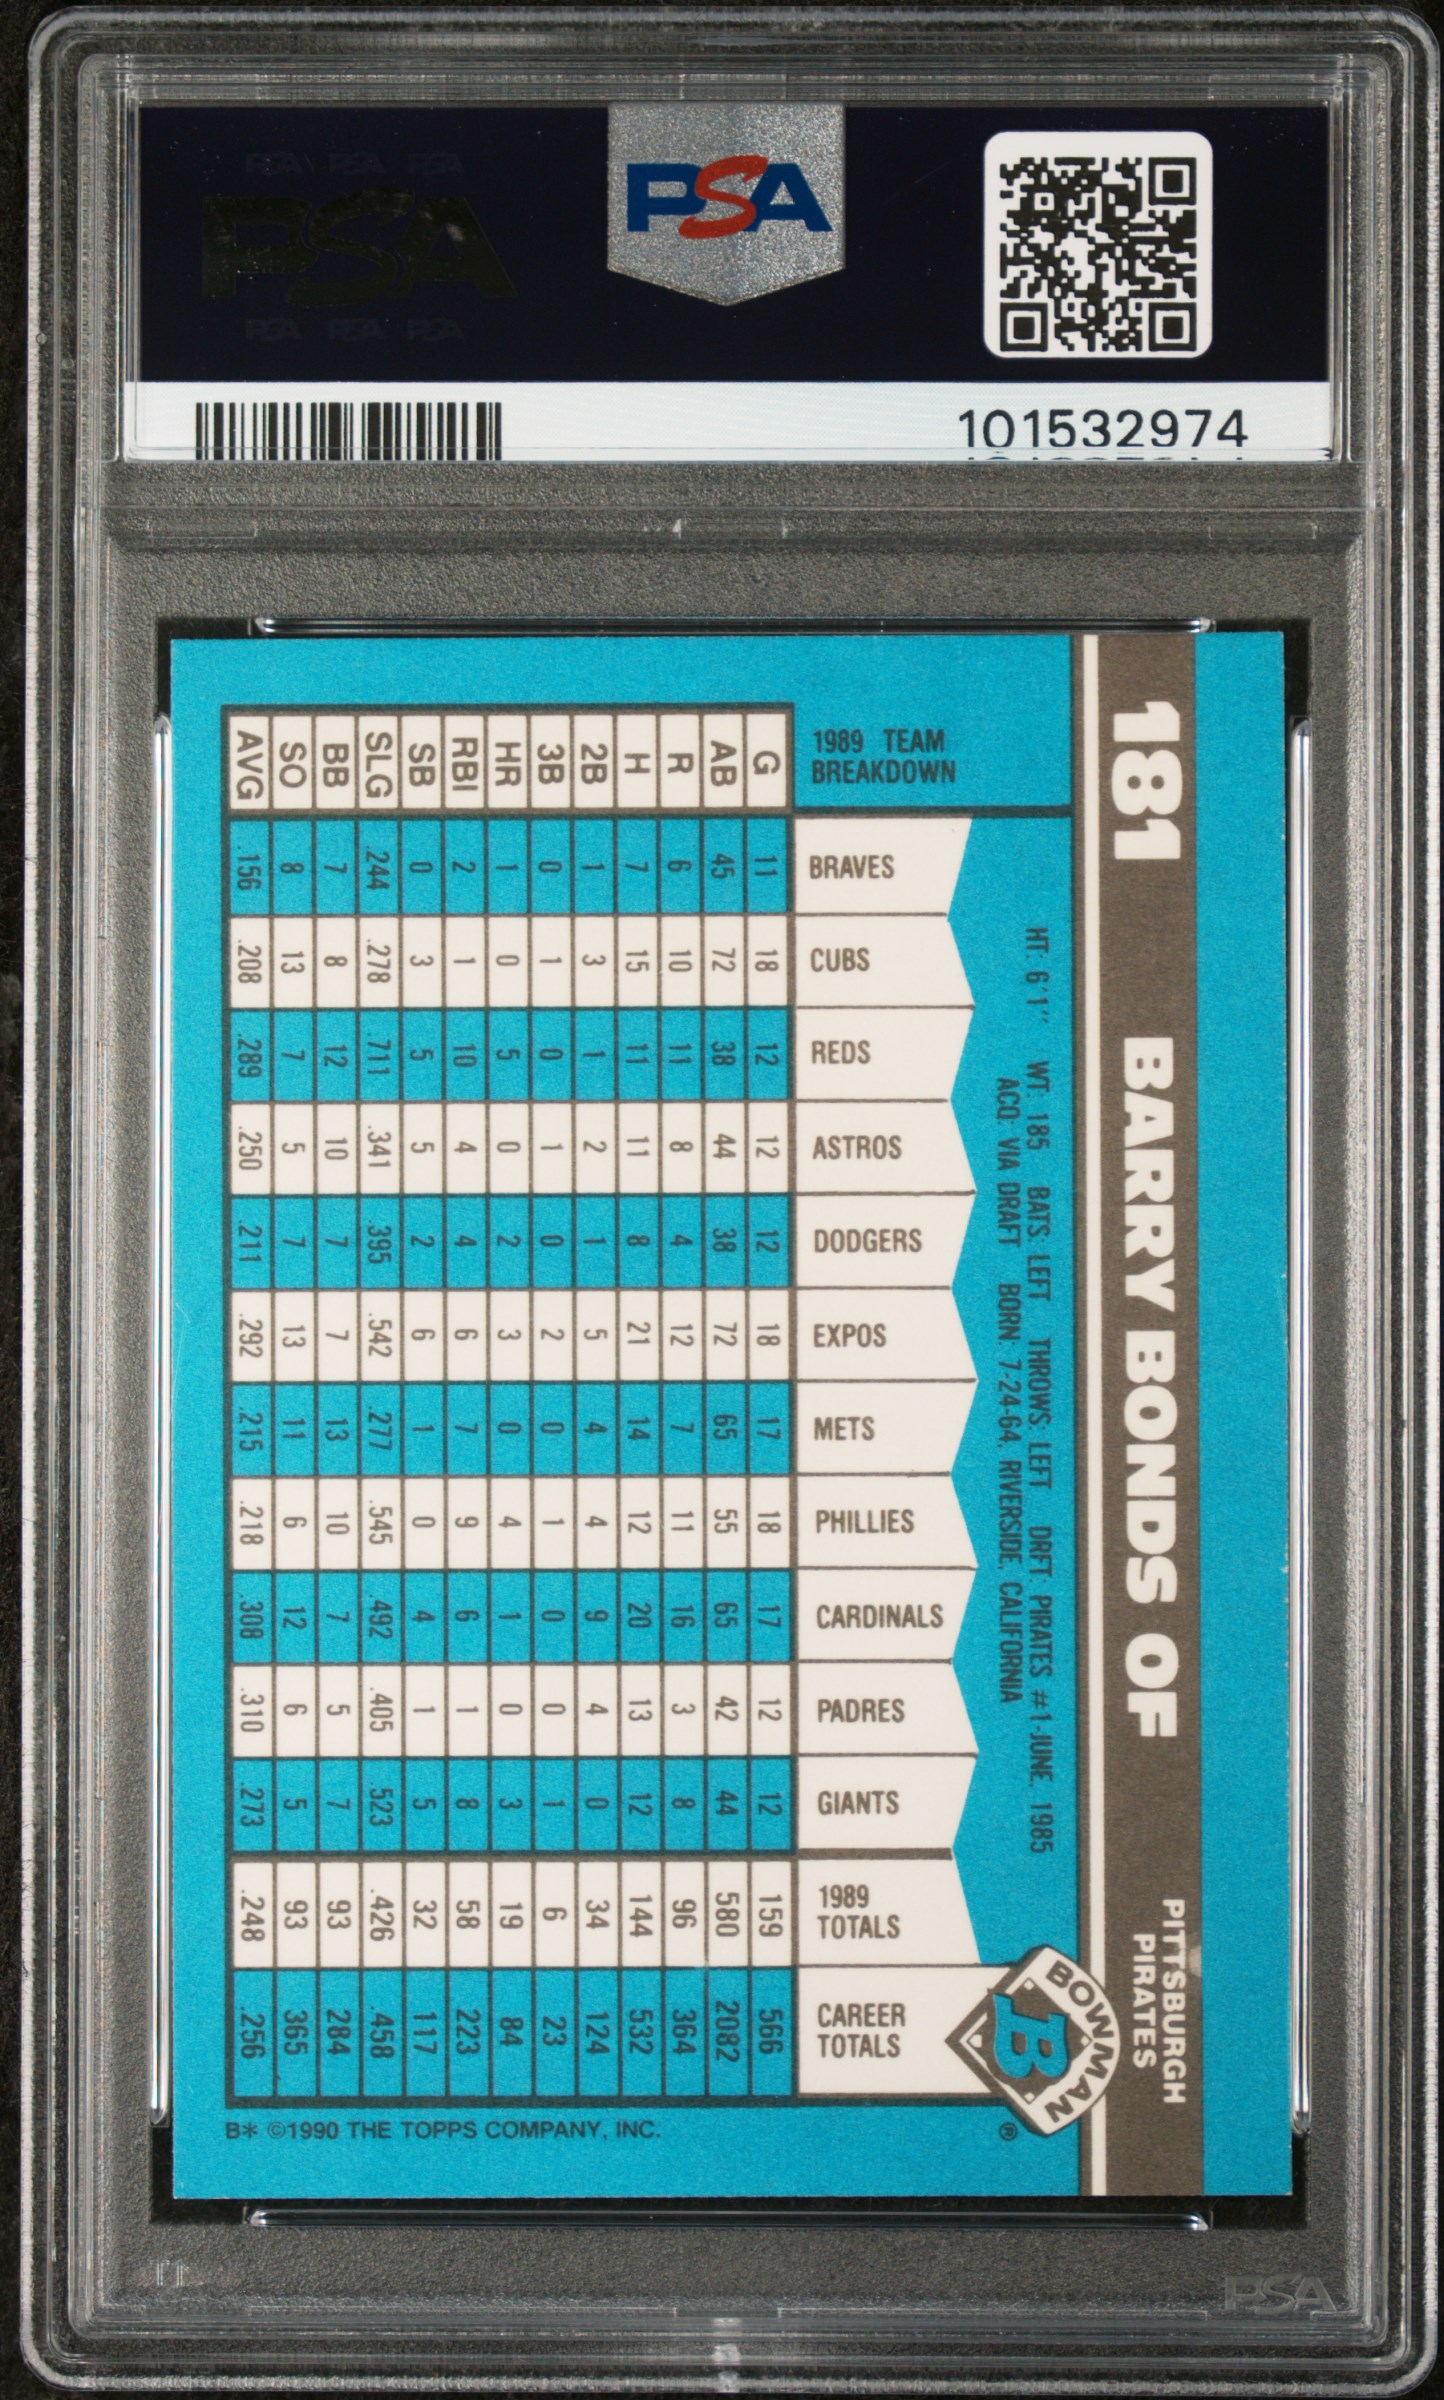 PSA PSA PSA
PSA
PSA PSA PSA
PSA
101532974
181 BARRY BONDS OF PITTSBURGH PIRATES
HT: 6'1" WT: 185 BATS: LEFT THROWS: LEFT DRFT: PIRATES #1-JUNE, 1985
ACQ: VIA DRAFT BORN: 7-24-64, RIVERSIDE, CALIFORNIA
1989 TEAM
BREAKDOWN
BRAVES
CUBS
REDS
ASTROS
DODGERS
EXPOS
METS
PHILLIES
CARDINALS
PADRES
GIANTS
1989
TOTALS
CAREER
TOTALS
G 11 18 12 12 12 18 17 18 17 12 12 159 566
AB 45 72 38 44 38 72 65 55 65 42 44 580 2082
R 6 10 11 8 4 12 7 11 16 3 8 96 364
H 7 15 11 11 8 21 14 12 20 13 12 144 532
2B 1 3 1 2 1 5 4 4 9 4 0 34 124
3B 0 1 0 1 0 2 0 1 0 0 1 6 23
HR 1 0 5 0 2 3 0 4 1 0 3 19 84
RBI 2 1 10 4 4 6 7 9 6 1 8 58 223
SB 0 3 5 5 2 6 1 0 4 1 5 32 117
SLG .244 .278 .711 .341 .395 .542 .277 .545 .492 .405 .523 .426 .458
BB 7 8 12 10 7 7 13 10 7 5 7 93 284
SO 8 13 7 5 7 13 11 6 12 6 5 93 365
AVG .156 .208 .289 .250 .211 .292 .215 .218 .308 .310 .273 .248 .256
BOWMAN
B
®
B* ©1990 THE TOPPS COMPANY, INC.
PSA